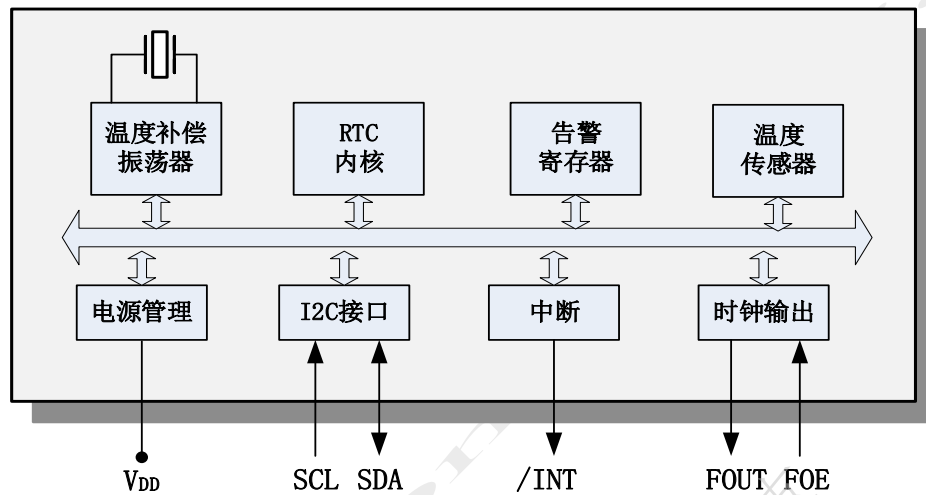 温度补偿
振荡器
RTC
内核
告警
寄存器
温度
传感器
电源管理
I2C接口
中断
时钟输出
VDD
SCL SDA
/INT
FOUT FOE